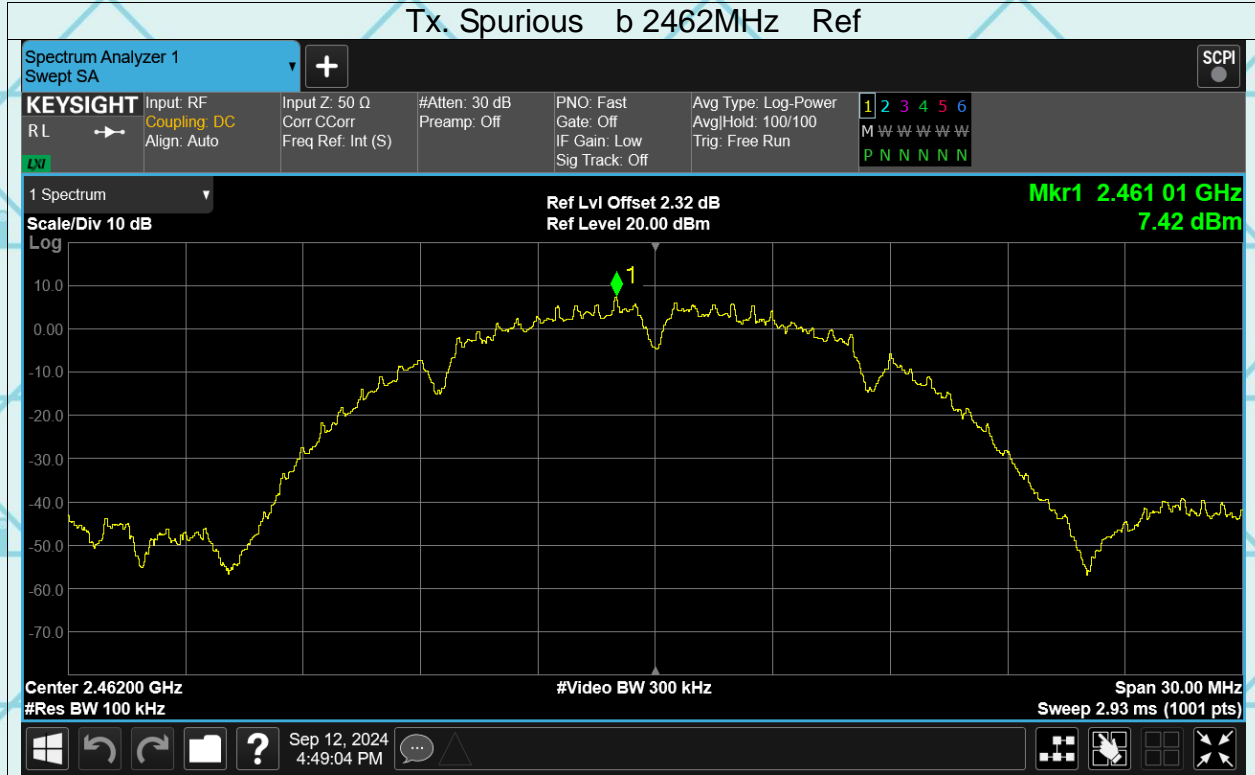 Tx. Spurious b 2462MHz Ref
Spectrum Analyzer 1
Swept SA
+
SCPI
KEYSIGHT Input: RF Input Z: 50 Ω #Atten: 30 dB PNO: Fast Avg Type: Log-Power 1 2 3 4 5 6
R L Coupling: DC Corr CCorr Preamp: Off Gate: Off Avg|Hold: 100/100 M W W W W W
Align: Auto Freq Ref: Int (S) IF Gain: Low Trig: Free Run P N N N N N
LXI Sig Track: Off
1 Spectrum
Ref Lvl Offset 2.32 dB Mkr1 2.461 01 GHz
Scale/Div 10 dB Ref Level 20.00 dBm 7.42 dBm
Log
1
10.0
0.00
-10.0
-20.0
-30.0
-40.0
-50.0
-60.0
-70.0
Center 2.46200 GHz #Video BW 300 kHz Span 30.00 MHz
#Res BW 100 kHz Sweep 2.93 ms (1001 pts)
? Sep 12, 2024
4:49:04 PM